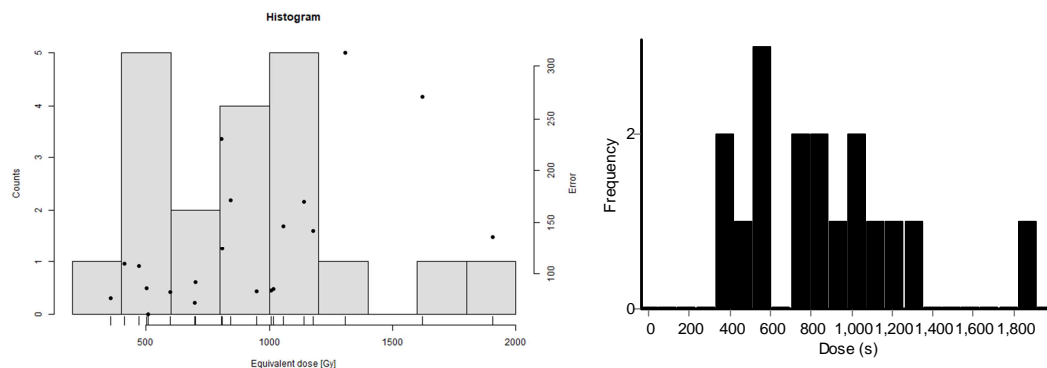 Histogram
5
4
3
2
1
0
Counts
300
250
200
150
100
Error
500
1000
1500
2000
Equivalent dose [Gy]
2
0
Frequency
0 200 400 600 800 1,000 1,200 1,400 1,600 1,800
Dose (s)